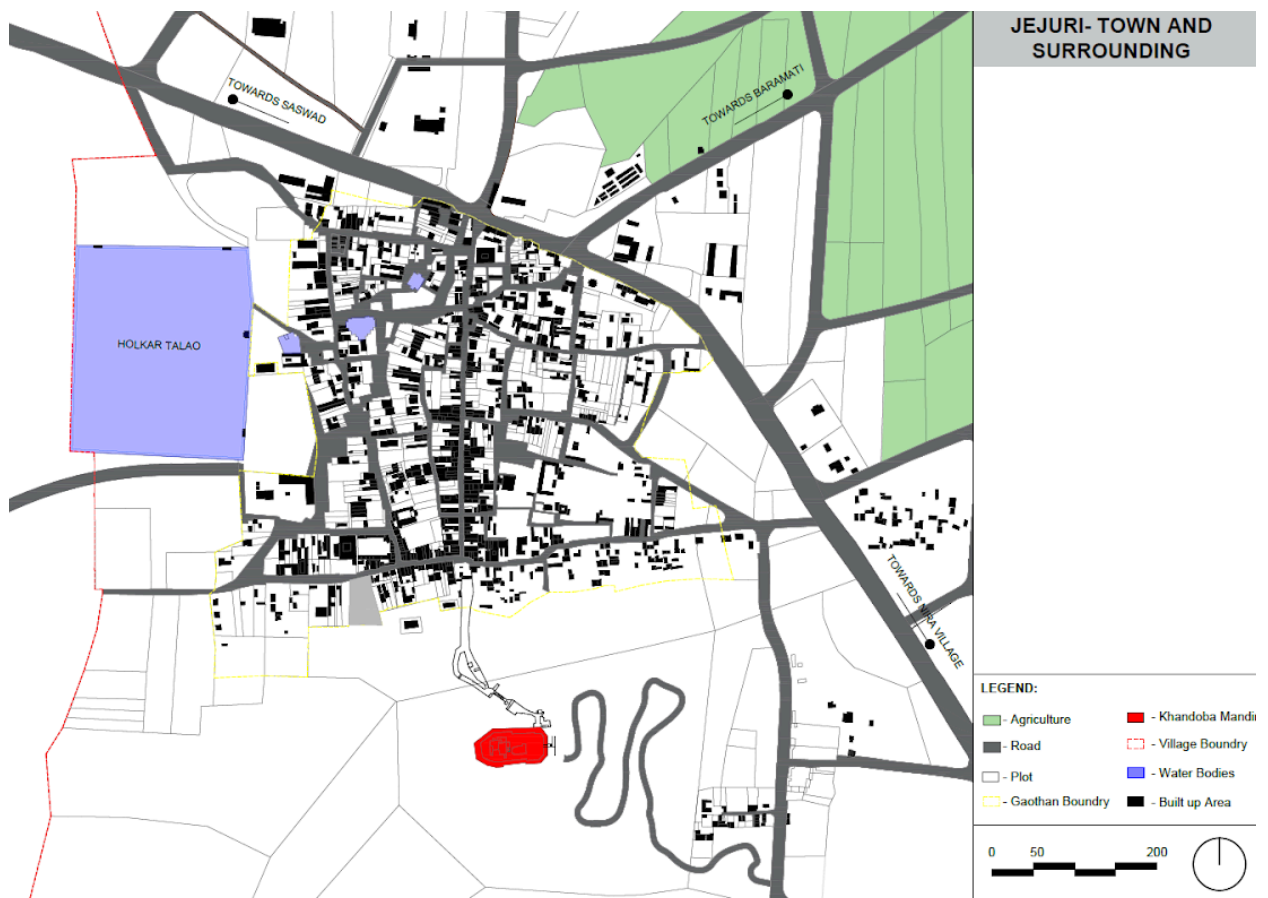 JEJURI- TOWN AND
SURROUNDING
TOWARDS SASWAD
TOWARDS BARAMATI
HOLKAR TALAO
TOWARDS NIRA VILLAGE
LEGEND:
- Agriculture
- Khandoba Mandi
- Road
- Village Boundry
- Plot
- Water Bodies
- Gaothan Boundry
- Built up Area
0 50 200